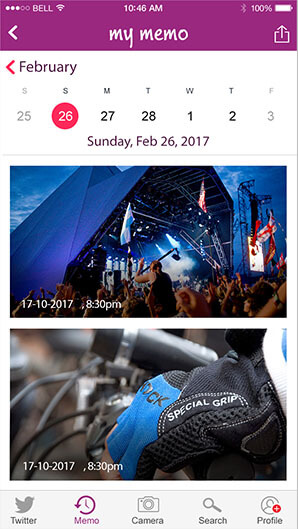 BELL 10:46 AM 100%
my memo
February
S S M T W T F
25 26 27 28 1 2 3
Sunday, Feb 26, 2017
17-10-2017 , 8:30pm
SPECIAL GRIP
17-10-2017 , 8:30pm
Twitter Memo Camera Search Profile